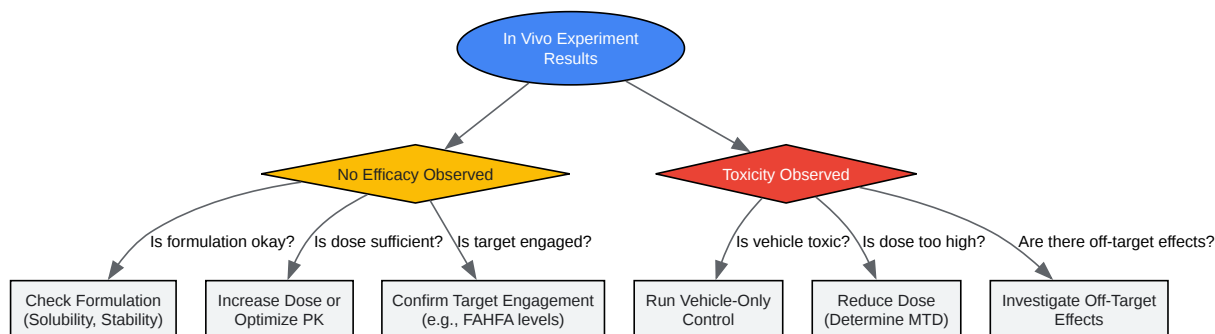 In Vivo Experiment
Results
No Efficacy Observed
Toxicity Observed
Is formulation okay?
Is dose sufficient?
Is target engaged?
Is vehicle toxic?
Is dose too high?
Are there off-target effects?
Check Formulation
(Solubility, Stability)
Increase Dose or
Optimize PK
Confirm Target Engagement
(e.g., FAHFA levels)
Run Vehicle-Only
Control
Reduce Dose
(Determine MTD)
Investigate Off-Target
Effects